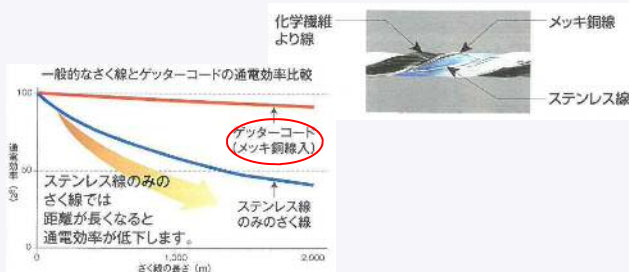 化学繊維
より線
メッキ銅線
ステンレス線
一般的なさく線とゲッターコードの通電効率比較
100
50
0
通電効率
(%)
ゲッターコード
(メッキ銅線入)
ステンレス線のみの
さく線では
距離が長くなると
通電効率が低下します。
ステンレス線
のみのさく線
0
1,000
2,000
さく線の長さ(m)